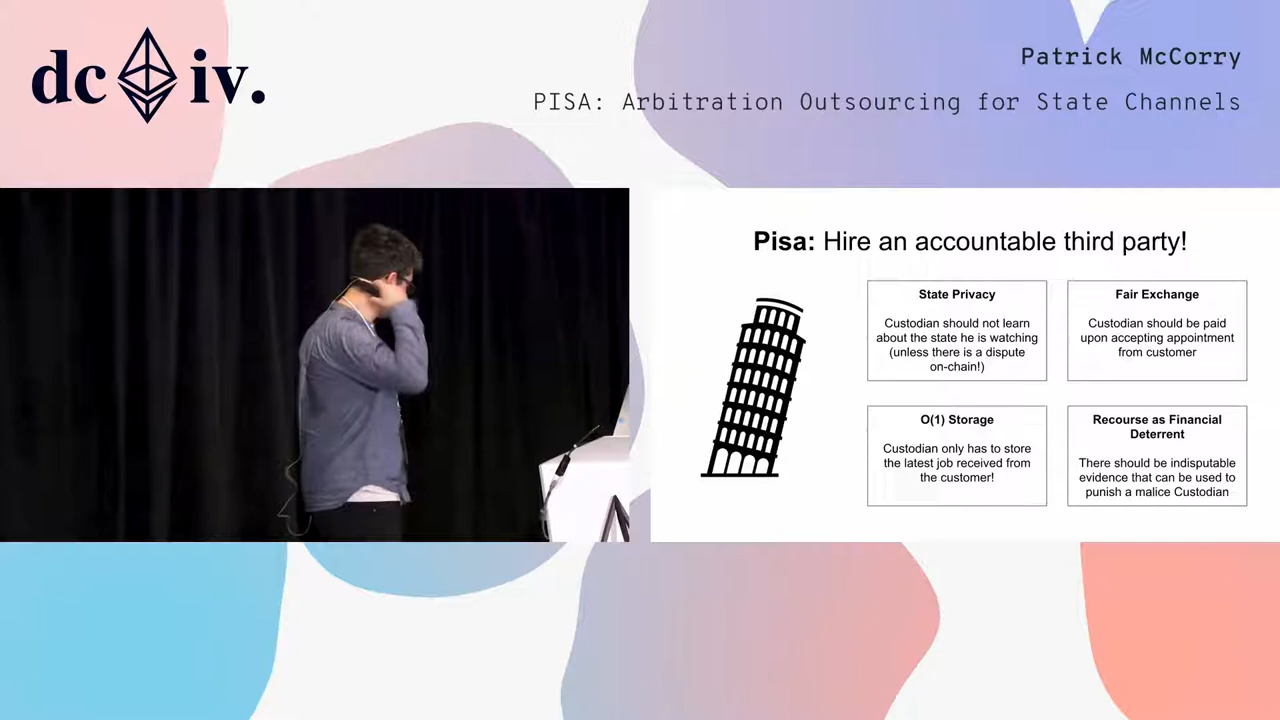 dc iv.
Patrick McCorry
PISA: Arbitration Outsourcing for State Channels
Pisa: Hire an accountable third party!
State Privacy
Custodian should not learn
about the state he is watching
(unless there is a dispute
on-chain!)
Fair Exchange
Custodian should be paid
upon accepting appointment
from customer
O(1) Storage
Custodian only has to store
the latest job received from
the customer!
Recourse as Financial
Deterrent
There should be indisputable
evidence that can be used to
punish a malice Custodian